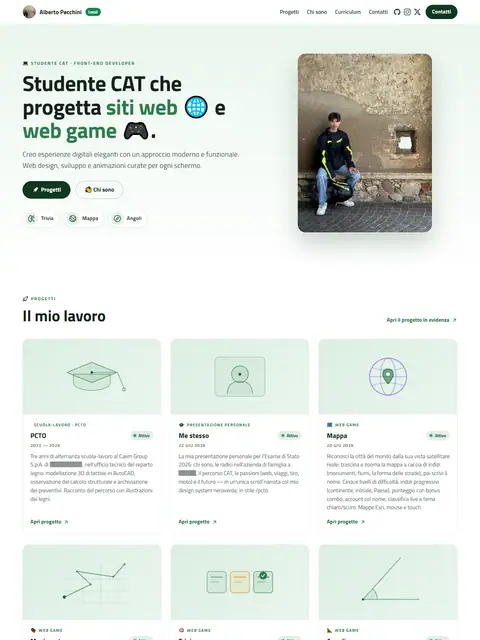 Alberto Pecchini
Progetti Chi sono Curriculum Contatti Contatti
STUDENTE CAT · FRONT-END DEVELOPER
Studente CAT che
progetta siti web e
web game .
Creo esperienze digitali eleganti con un approccio moderno e funzionale.
Web design, sviluppo e animazioni curate per ogni schermo.
Progetti Chi sono
Trivia Mappa Angoli
PROGETTI
Il mio lavoro
Apri il progetto in evidenza
SCUOLA-LAVORO · PCTO
PCTO Attivo
Tre anni di alternanza scuola-lavoro al Caem Group
S.p.A. di
, nell'ufficio tecnico del reparto
legno: modellazione 3D di tettoie in AutoCAD,
osservazione del calcolo strutturale e archiviazione
dei preventivi. Racconto del percorso con illustrazioni
dei legni.
Apri progetto
PRESENTAZIONE PERSONALE
Me stesso Attivo
22 GIU 2026
La mia presentazione personale per l'Esame di Stato
2026: chi sono, le radici nell'azienda di famiglia a
, il percorso CAT, le passioni (web, viaggi, tiro,
moto) e il futuro — in un'unica scroll narrata col mio
design system neoswiss, in stile /pcto.
Apri progetto
WEB GAME
Mappa Attivo
20 GIU 2026
Riconosci la città del mondo dalla sua vista satellitare
reale: trascina e zooma la mappa a caccia di indizi
(monumenti, fiumi, la forma delle strade), poi scrivi il
nome. Cinque livelli di difficoltà, indizi progressivi
(continente, iniziale, Paese), punteggio con bonus
combo, account col nome, classifica live e tema
chiaro/scuro. Mappe Esri, mouse e touch.
Apri progetto
WEB GAME
WEB GAME
WEB GAME